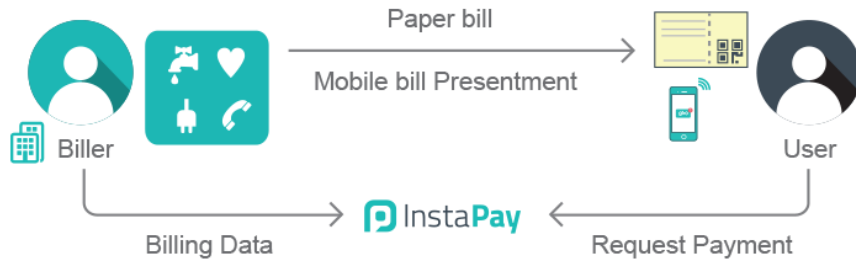 Paper bill
Mobile bill Presentment
Biller
User
InstaPay
Billing Data
Request Payment